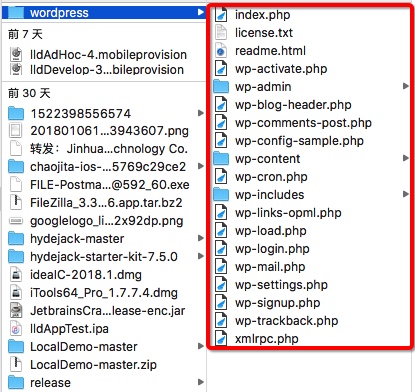 wordpress
前 7 天
lldAdHoc-4.mobileprovision
lldDevelop-3...bileprovision
前 30 天
1522398556574
201801061...3943607.png
转发：Jinhua...chnology Co.
chaojita-ios-...5769c29ce2
FILE-Postma...@592_60.exe
FileZilla_3.3...6.app.tar.bz2
googlelogo_li...2x92dp.png
hydejack-master
hydejack-starter-kit-7.5.0
ideaIC-2018.1.dmg
iTools64_Pro_1.7.7.4.dmg
JetbrainsCra...lease-enc.jar
lldAppTest.ipa
LocalDemo-master
LocalDemo-master.zip
release
index.php
license.txt
readme.html
wp-activate.php
wp-admin
wp-blog-header.php
wp-comments-post.php
wp-config-sample.php
wp-content
wp-cron.php
wp-includes
wp-links-opml.php
wp-load.php
wp-login.php
wp-mail.php
wp-settings.php
wp-signup.php
wp-trackback.php
xmlrpc.php